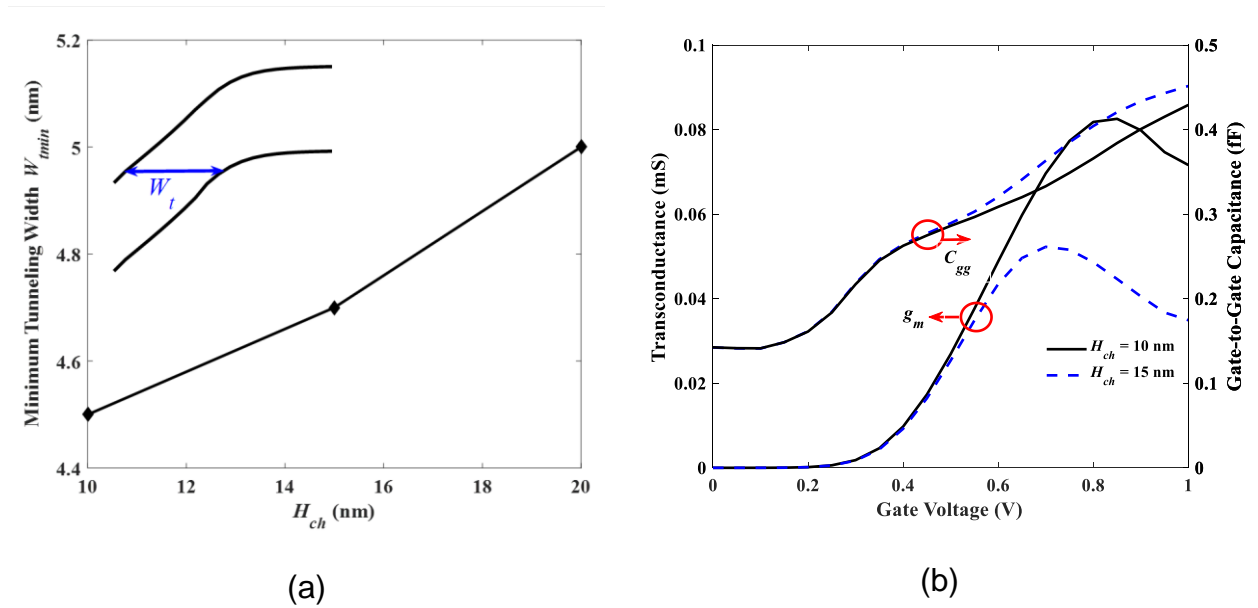 Minimum Tunneling Width W_tmin (nm)
5.2
5
4.8
4.6
4.4
W_t
10
12
14
16
18
20
H_ch (nm)
(a)
Transconductance (mS)
0.1
0.08
0.06
0.04
0.02
0
C_gg
g_m
H_ch = 10 nm
H_ch = 15 nm
0.5
0.4
0.3
0.2
0.1
0
Gate-to-Gate Capacitance (fF)
0
0.2
0.4
0.6
0.8
1
Gate Voltage (V)
(b)